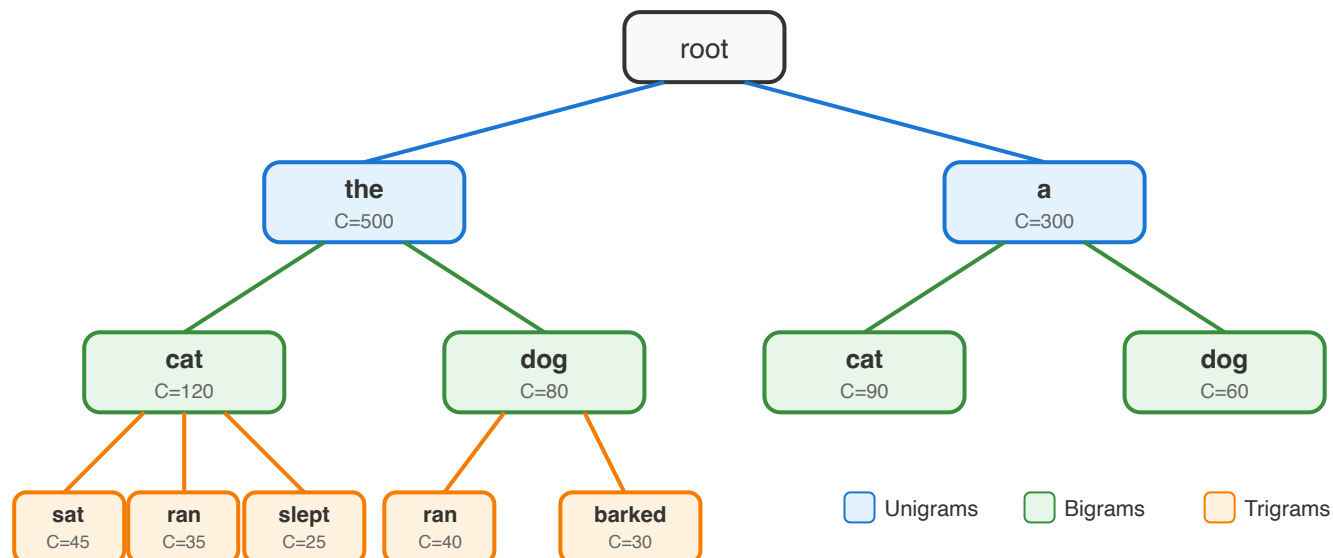 root
the
C=500
a
C=300
cat
C=120
dog
C=80
cat
C=90
dog
C=60
sat
C=45
ran
C=35
slept
C=25
ran
C=40
barked
C=30
Unigrams
Bigrams
Trigrams